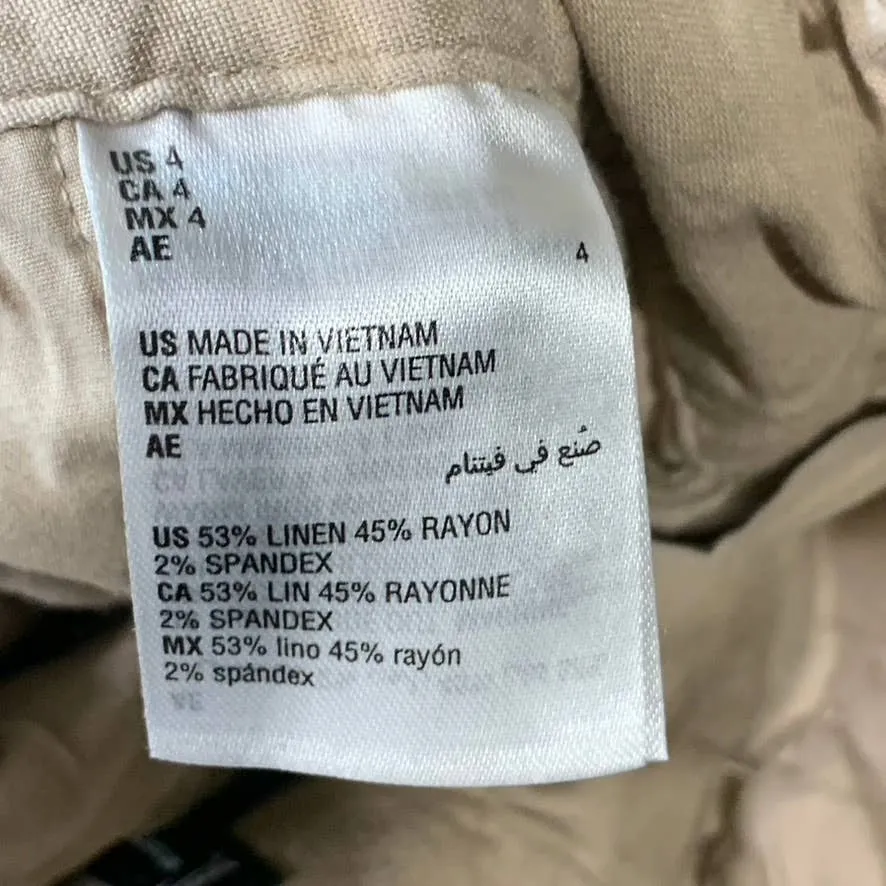 US 4
CA 4
MX 4
AE
4
US MADE IN VIETNAM
CA FABRIQUÉ AU VIETNAM
MX HECHO EN VIETNAM
AE
صُنع في فيتنام
US 53% LINEN 45% RAYON
2% SPANDEX
CA 53% LIN 45% RAYONNE
2% SPANDEX
MX 53% lino 45% rayón
2% spándex